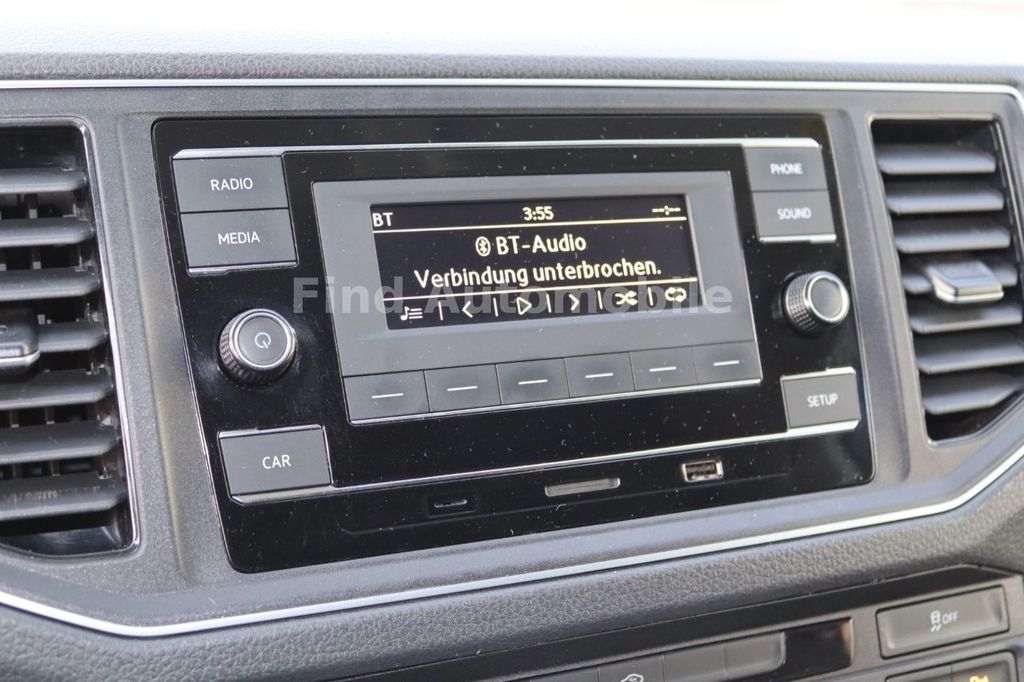 RADIO
MEDIA
CAR
BT 3:55 --:--
BT-Audio
Verbindung unterbrochen.
PHONE
SOUND
SETUP
Find Automobile
OFF